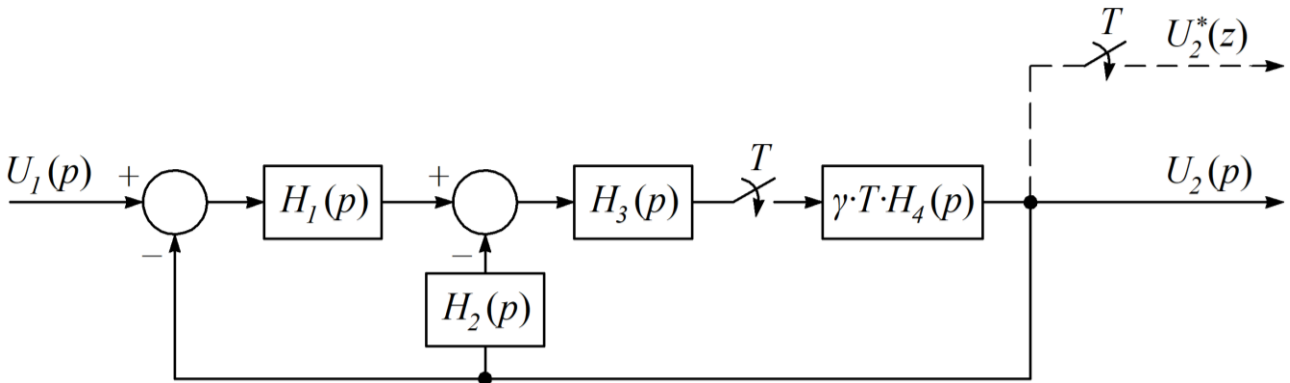 T
U₂*(z)
U₁(p)
+
H₁(p)
+
H₃(p)
T
γ·T·H₄(p)
U₂(p)
−
−
H₂(p)